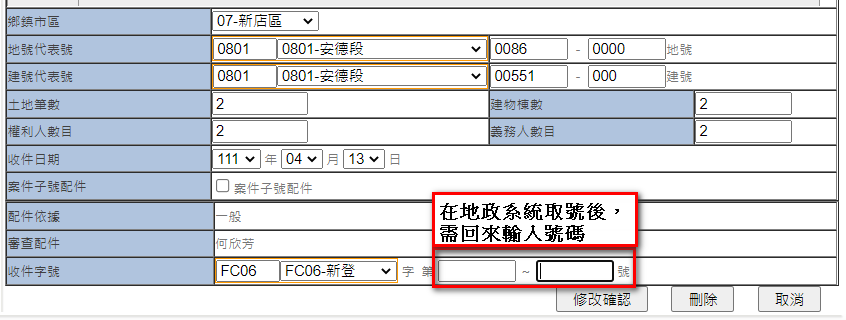 鄉鎮市區 07-新店區
地號代表號 0801 0801-安德段 0086 - 0000 地號
建號代表號 0801 0801-安德段 00551 - 000 建號
土地筆數 2 建物棟數 2
權利人數目 2 義務人數目 2
收件日期 111 年 04 月 13 日
案件子號配件 案件子號配件
配件依據 一般
審查配件 何欣芳
在地政系統取號後，
需回來輸入號碼
收件字號 FC06 FC06-新登 字 第 ~ 號
修改確認 刪除 取消